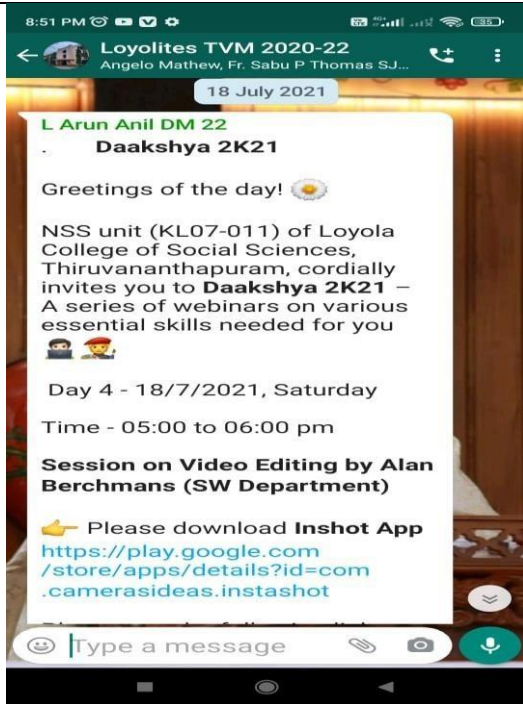 8:51 PM
35
Loyolites TVM 2020-22
Angelo Mathew, Fr. Sabu P Thomas SJ...
18 July 2021
L Arun Anil DM 22
. Daakshya 2K21
Greetings of the day! 🌼
NSS unit (KL07-011) of Loyola
College of Social Sciences,
Thiruvananthapuram, cordially
invites you to Daakshya 2K21 –
A series of webinars on various
essential skills needed for you
👩‍💻 👩‍🎨
Day 4 - 18/7/2021, Saturday
Time - 05:00 to 06:00 pm
Session on Video Editing by Alan
Berchmans (SW Department)
👉 Please download Inshot App
https://play.google.com
/store/apps/details?id=com
.camerasideas.instashot
Type a message